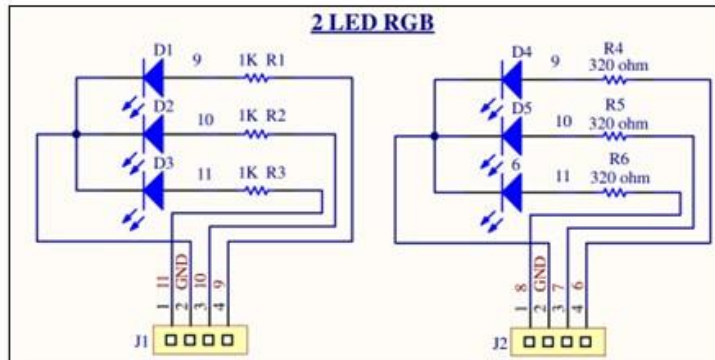 2 LED RGB
D1
9
1K R1
D2
10
1K R2
D3
11
1K R3
11
GND
10
9
1
2
3
4
J1
D4
9
R4
320 ohm
D5
10
R5
320 ohm
6
11
R6
320 ohm
8
GND
7
6
1
2
3
4
J2